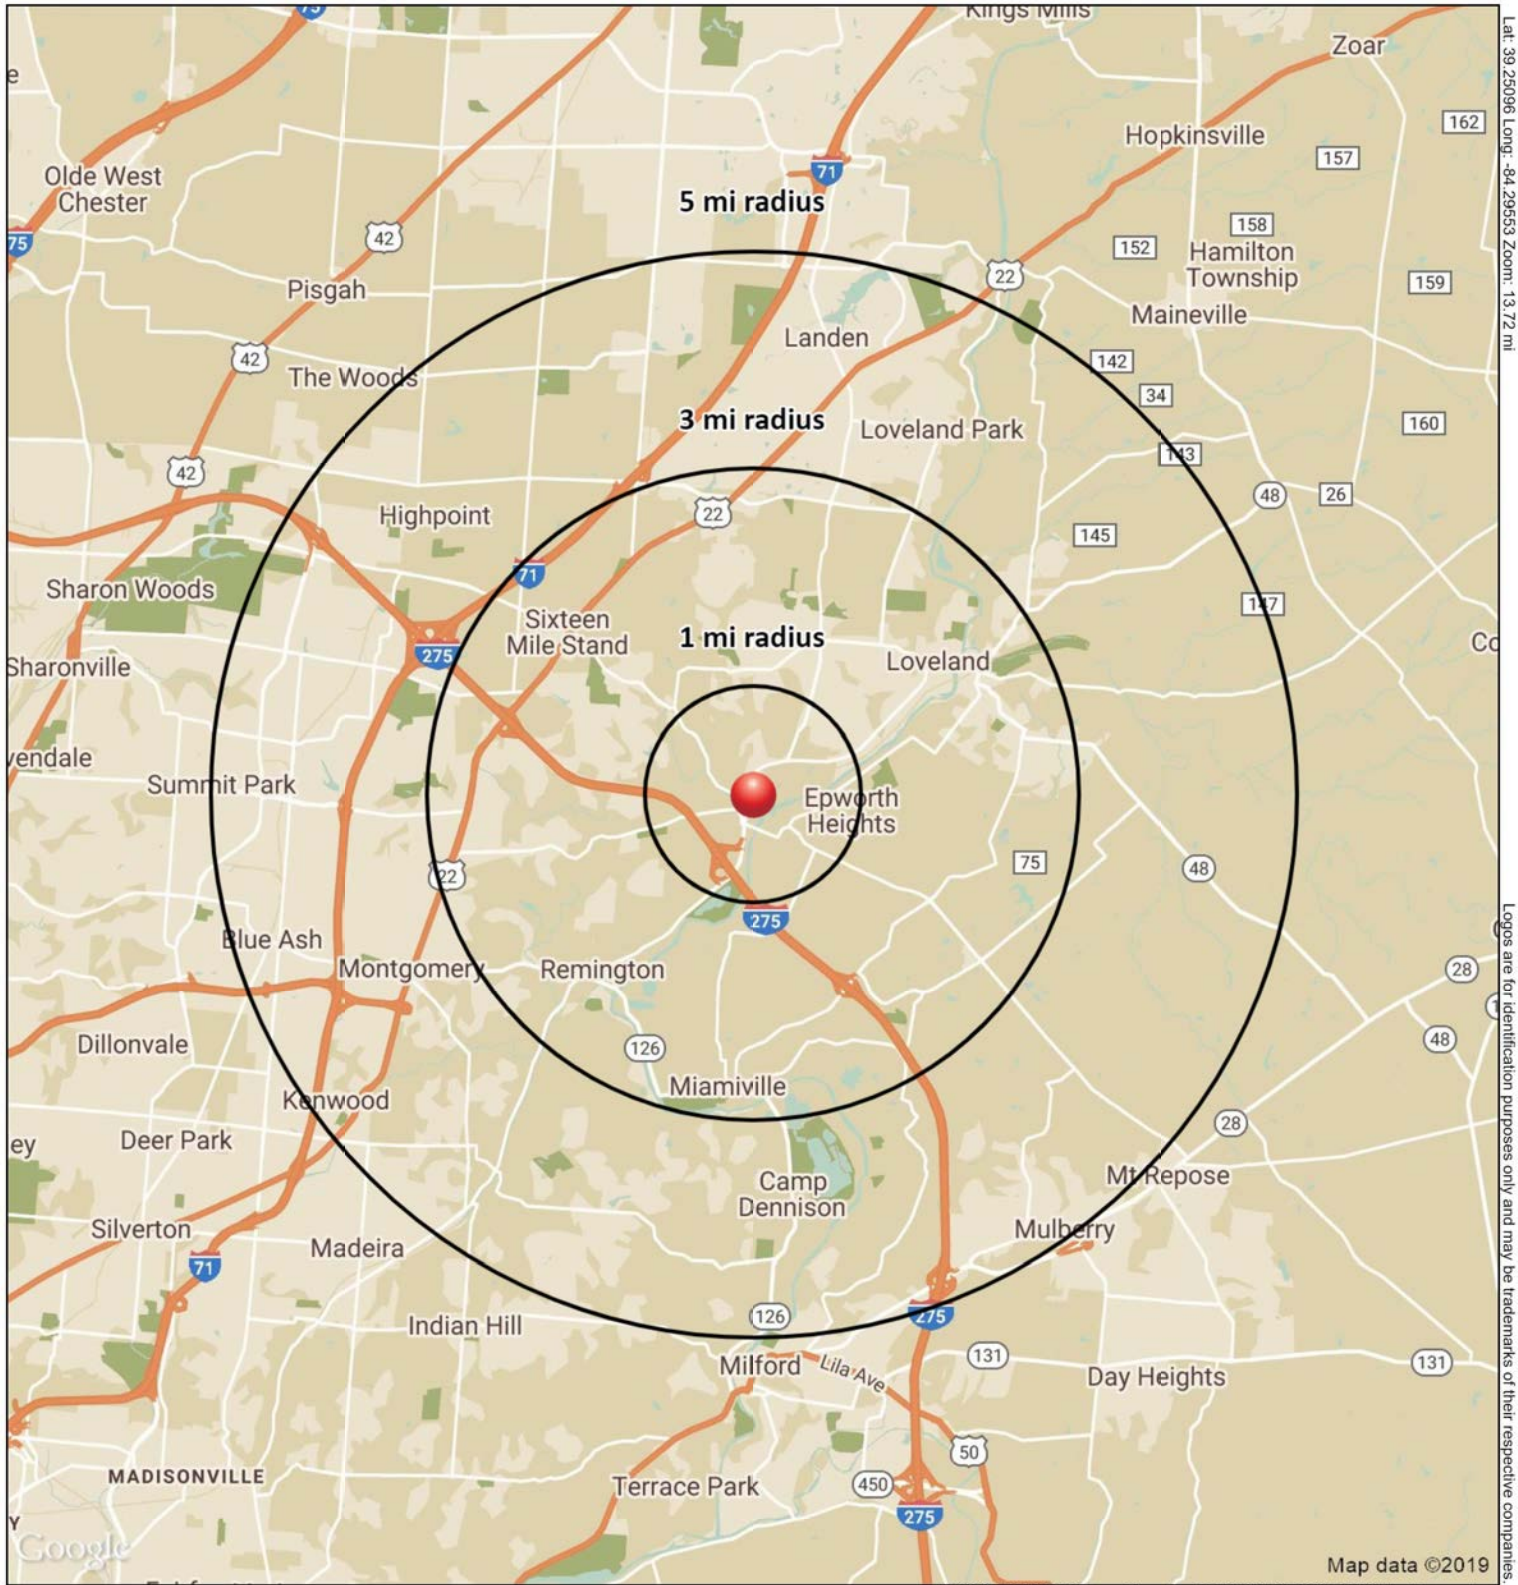 75
Kings Mills
Zoar
e
162
Hopkinsville
157
71
Olde West
Chester
5 mi radius
75
42
158
152
Hamilton
Township
22
159
Pisgah
Maineville
Landen
42
142
The Woods
34
3 mi radius
Loveland Park
160
143
42
48
26
Highpoint
22
145
71
Sharon Woods
147
Sixteen
Mile Stand
1 mi radius
275
Loveland
Co
Sharonville
vendale
Summit Park
Epworth
Heights
75
48
22
275
Blue Ash
Montgomery
Remington
28
Dillonvale
126
48
Miamiville
Kenwood
28
ey
Deer Park
Camp
Dennison
Mt Repose
Silverton
Mulberry
Madeira
71
126
275
Indian Hill
131
Milford
Lila Ave
Day Heights
131
50
MADISONVILLE
Terrace Park
450
275
Y
Google
Map data ©2019
Lat: 39.25096 Long: -84.29553 Zoom: 13.72 mi
Logos are for identification purposes only and may be trademarks of their respective companies.